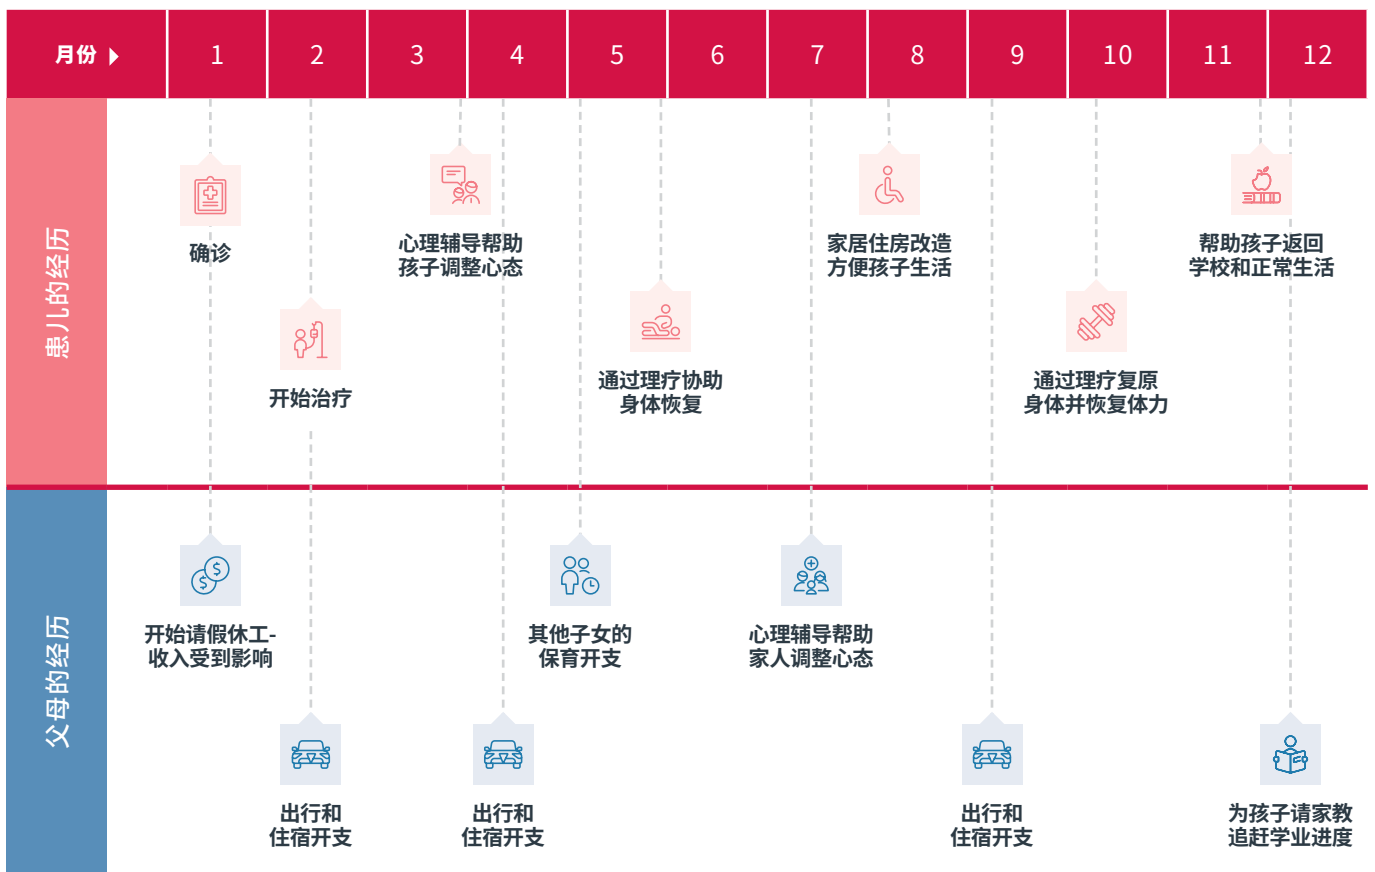 月份
1
2
3
4
5
6
7
8
9
10
11
12
患儿的经历
确诊
开始治疗
心理辅导帮助
孩子调整心态
通过理疗协助
身体恢复
家居住房改造
方便孩子生活
通过理疗复原
身体并恢复体力
帮助孩子返回
学校和正常生活
父母的经历
开始请假休工-
收入受到影响
出行和
住宿开支
出行和
住宿开支
其他子女的
保育开支
心理辅导帮助
家人调整心态
出行和
住宿开支
为孩子请家教
追赶学业进度